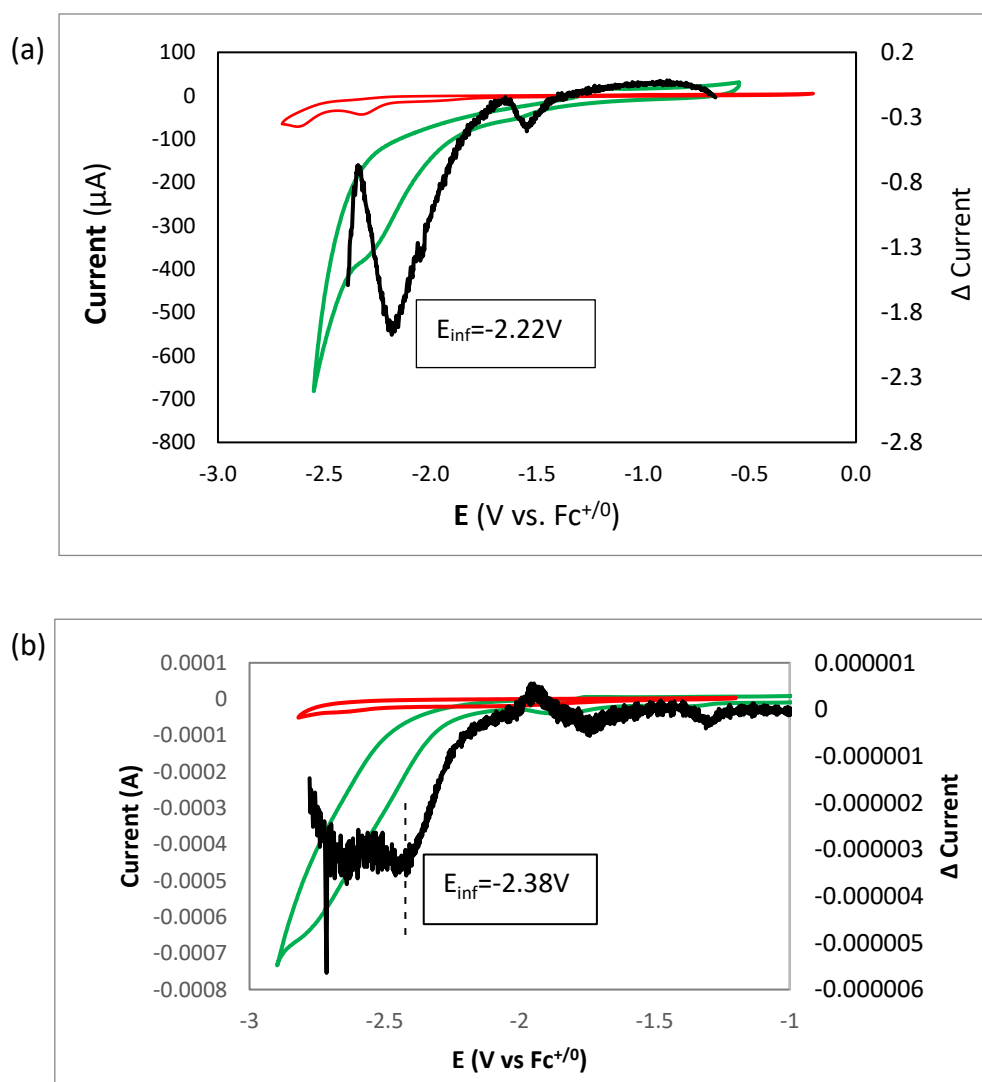 (a)
100
0
-100
-200
-300
-400
-500
-600
-700
-800
Current (µA)
0.2
-0.3
-0.8
-1.3
-1.8
-2.3
-2.8
Δ Current
E_inf=-2.22V
-3.0 -2.5 -2.0 -1.5 -1.0 -0.5 0.0
E (V vs. Fc+/0)
(b)
0.0001
0
-0.0001
-0.0002
-0.0003
-0.0004
-0.0005
-0.0006
-0.0007
-0.0008
Current (A)
0.000001
0
-0.000001
-0.000002
-0.000003
-0.000004
-0.000005
-0.000006
Δ Current
E_inf=-2.38V
-3 -2.5 -2 -1.5 -1
E (V vs Fc+/0)